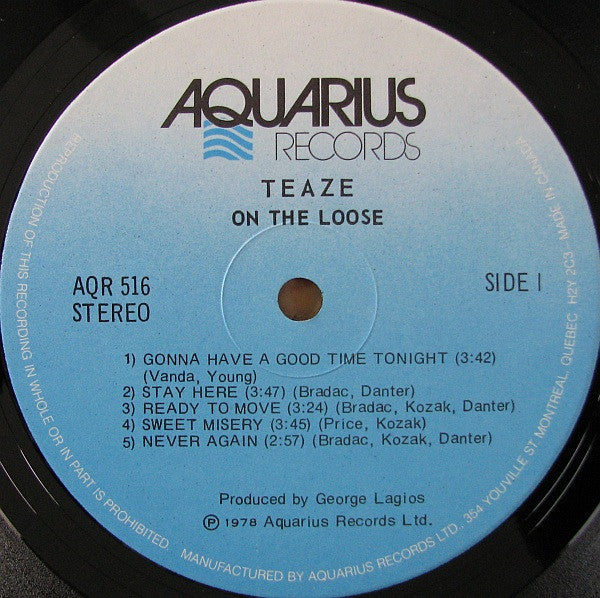 AQUARIUS
RECORDS
TEAZE
ON THE LOOSE
AQR 516
STEREO
SIDE I
1) GONNA HAVE A GOOD TIME TONIGHT (3:42)
(Vanda, Young)
2) STAY HERE (3:47) (Bradac, Danter)
3) READY TO MOVE (3:24) (Bradac, Kozak, Danter)
4) SWEET MISERY (3:45) (Price, Kozak)
5) NEVER AGAIN (2:57) (Bradac, Kozak, Danter)
Produced by George Lagios
Ⓟ 1978 Aquarius Records Ltd.
REPRODUCTION OF THIS RECORDING IN WHOLE OR IN PART IS PROHIBITED.
MANUFACTURED BY AQUARIUS RECORDS LTD. 354 YOUVILLE ST MONTREAL, QUEBEC H2Y 2C3 MADE IN CANADA